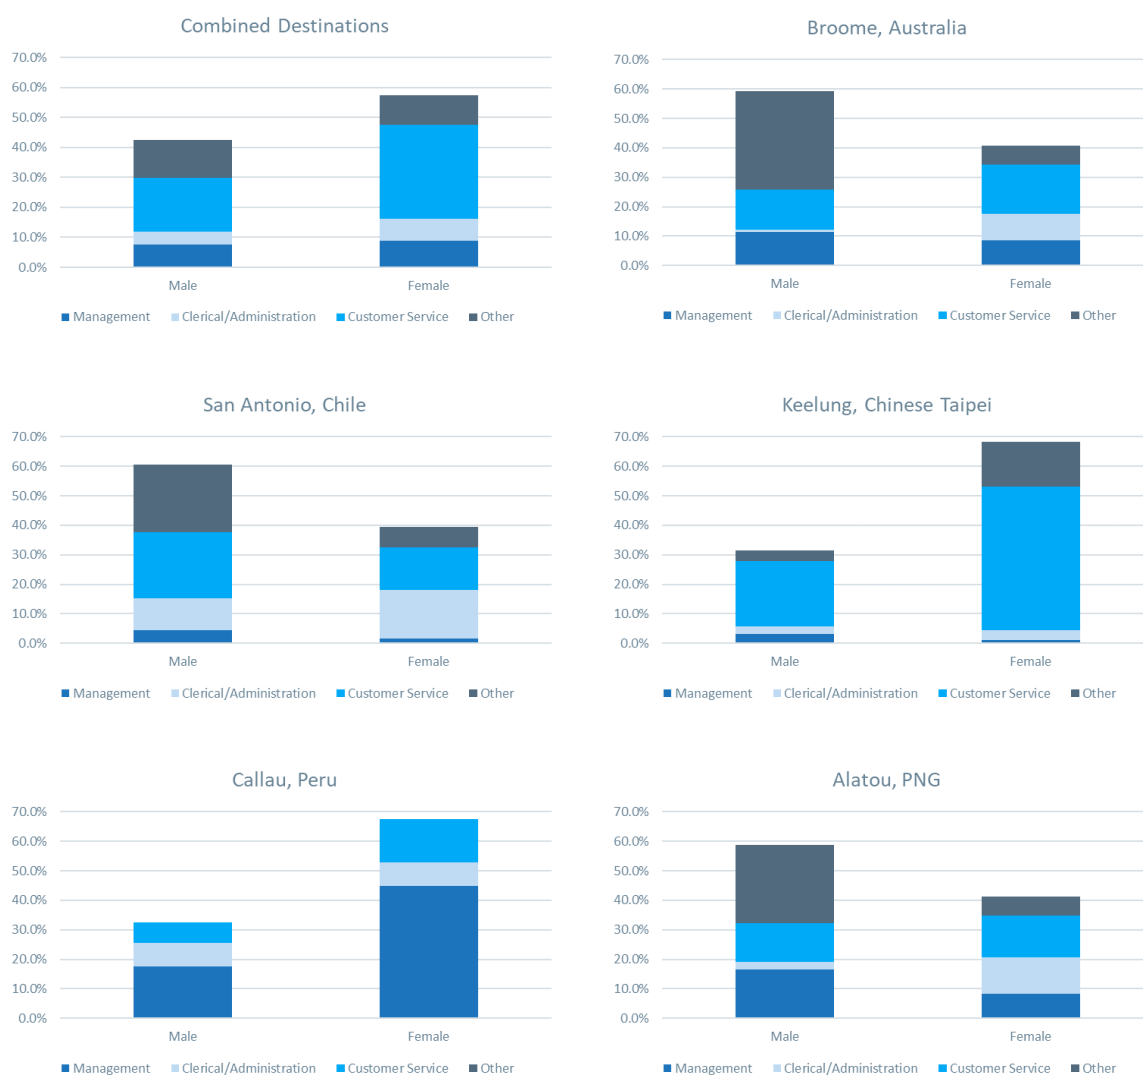 Combined Destinations
70.0%
60.0%
50.0%
40.0%
30.0%
20.0%
10.0%
0.0%
Male Female
Management Clerical/Administration Customer Service Other
Broome, Australia
70.0%
60.0%
50.0%
40.0%
30.0%
20.0%
10.0%
0.0%
Male Female
Management Clerical/Administration Customer Service Other
San Antonio, Chile
70.0%
60.0%
50.0%
40.0%
30.0%
20.0%
10.0%
0.0%
Male Female
Management Clerical/Administration Customer Service Other
Keelung, Chinese Taipei
70.0%
60.0%
50.0%
40.0%
30.0%
20.0%
10.0%
0.0%
Male Female
Management Clerical/Administration Customer Service Other
Callau, Peru
70.0%
60.0%
50.0%
40.0%
30.0%
20.0%
10.0%
0.0%
Male Female
Management Clerical/Administration Customer Service Other
Alatou, PNG
70.0%
60.0%
50.0%
40.0%
30.0%
20.0%
10.0%
0.0%
Male Female
Management Clerical/Administration Customer Service Other